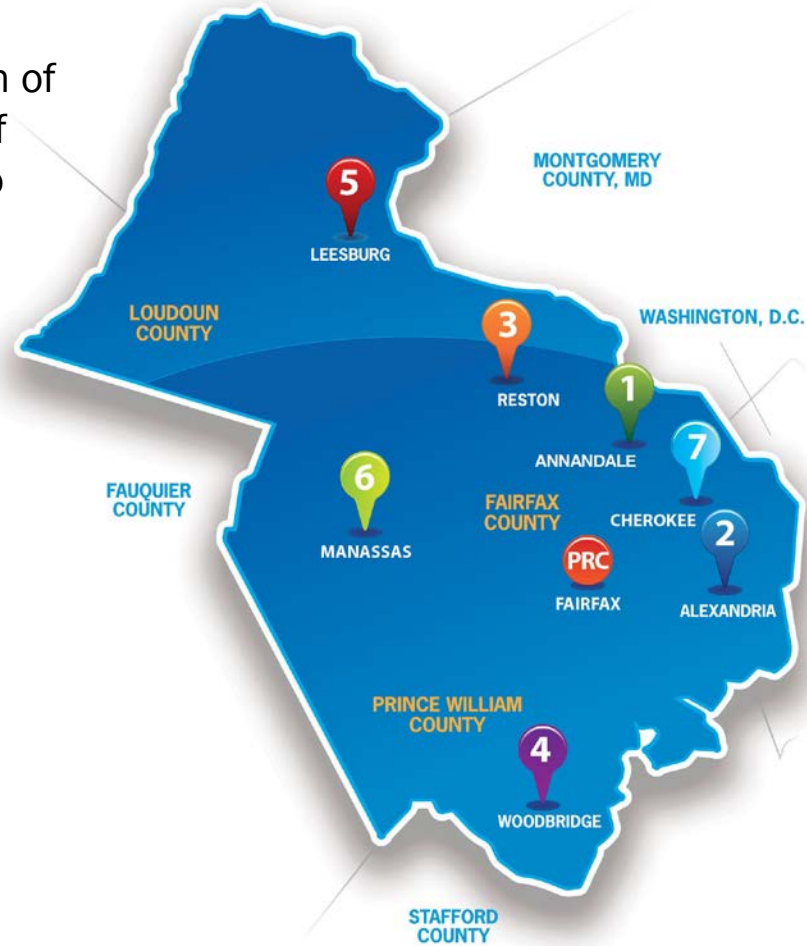 n of
f
MONTGOMERY
COUNTY, MD
5
LEESBURG
LOUDOUN
COUNTY
3
RESTON
WASHINGTON, D.C.
1
ANNANDALE
7
CHEROKEE
6
MANASSAS
FAUQUIER
COUNTY
FAIRFAX
COUNTY
2
ALEXANDRIA
PRC
FAIRFAX
PRINCE WILLIAM
COUNTY
4
WOODBRIDGE
STAFFORD
COUNTY